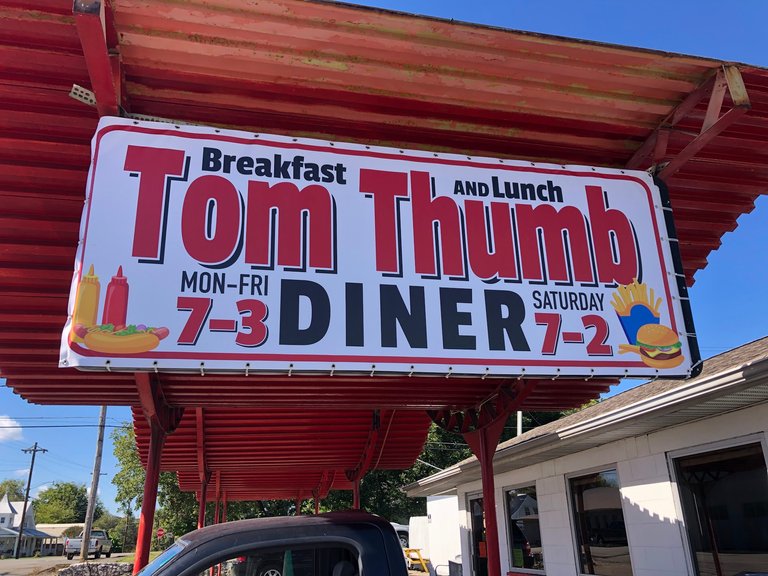 Breakfast AND Lunch
Tom Thumb
MON-FRI
7-3
DINER
SATURDAY
7-2